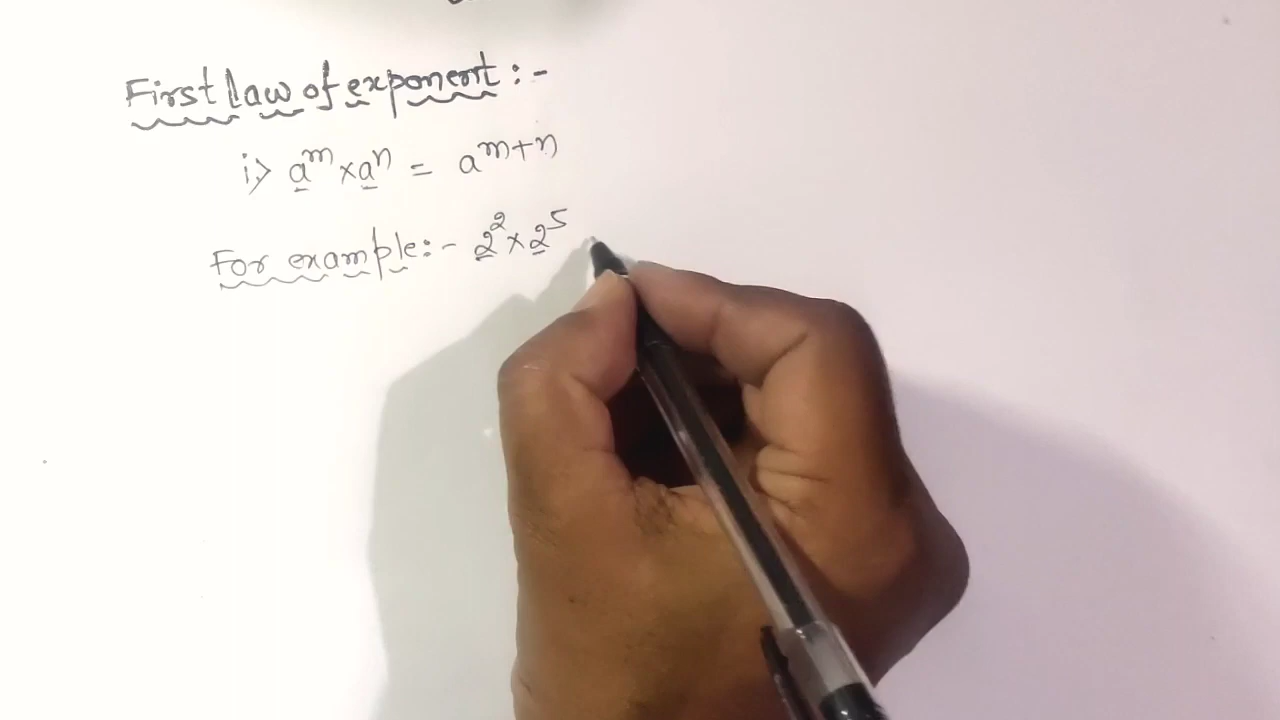 First law of exponent :-
i> a^m × a^n = a^m+n
For example:- 2^2 × 2^5